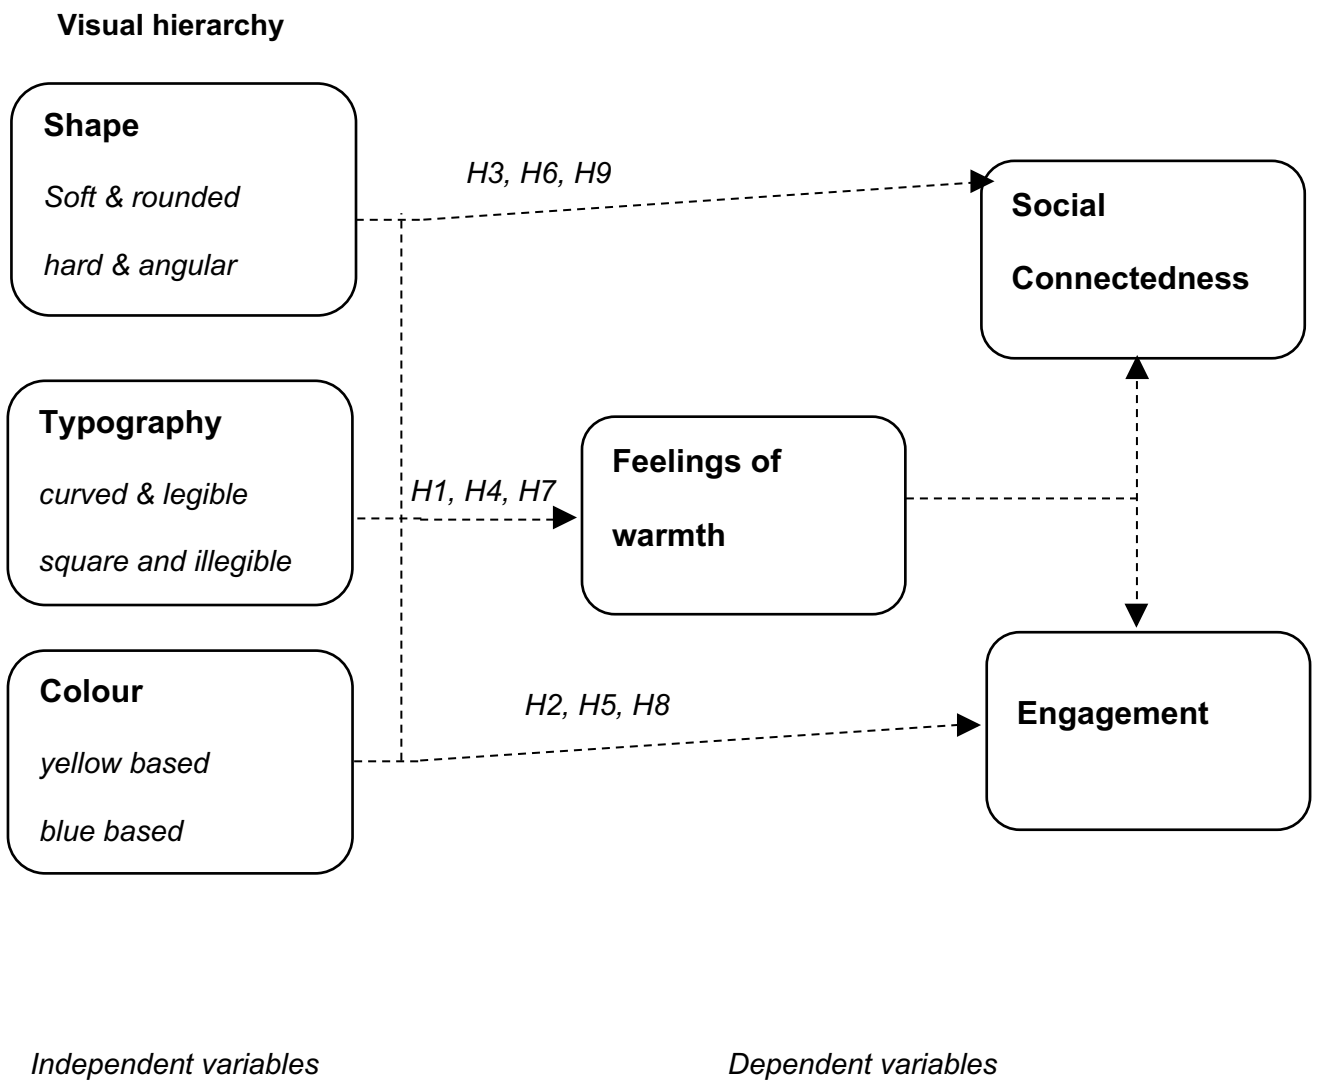 Visual hierarchy
Shape
Soft & rounded
hard & angular
H3, H6, H9
Social
Connectedness
Typography
curved & legible
square and illegible
H1, H4, H7
Feelings of
warmth
Colour
yellow based
blue based
H2, H5, H8
Engagement
Independent variables
Dependent variables